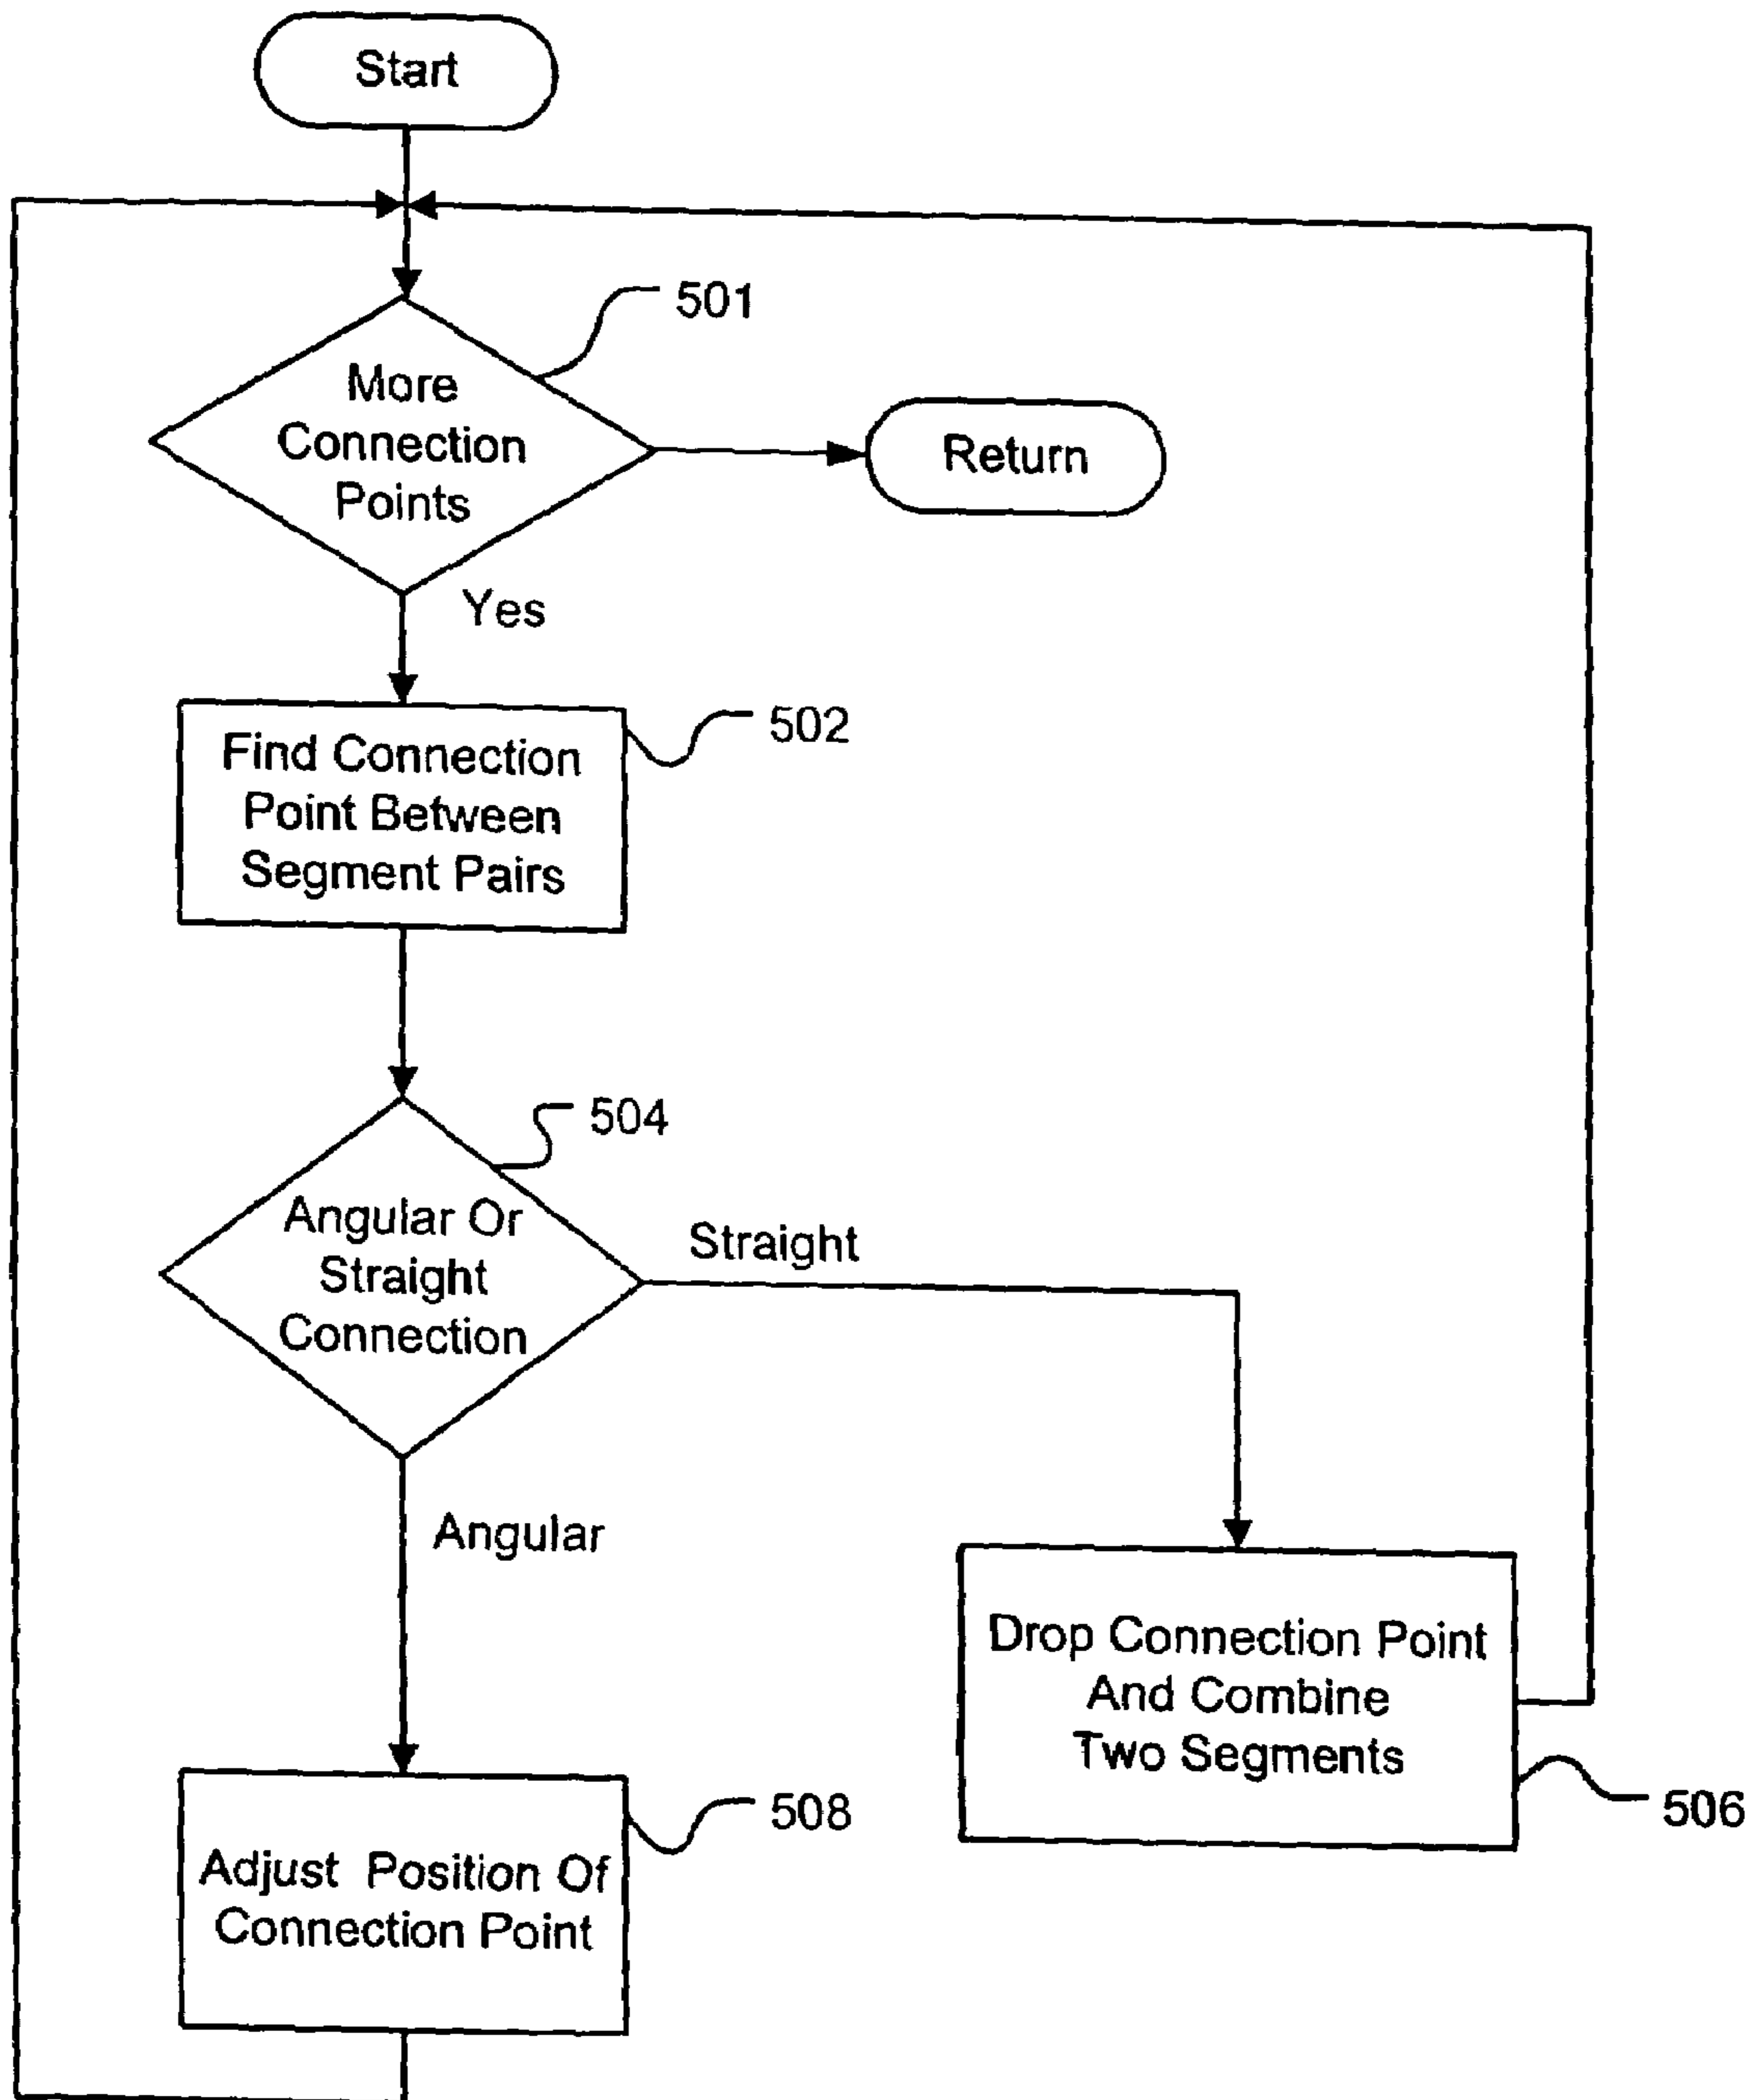 Start
501
More
Connection
Points
Return
Yes
502
Find Connection
Point Between
Segment Pairs
504
Angular Or
Straight
Connection
Straight
Angular
Drop Connection Point
And Combine
Two Segments
506
508
Adjust Position Of
Connection Point